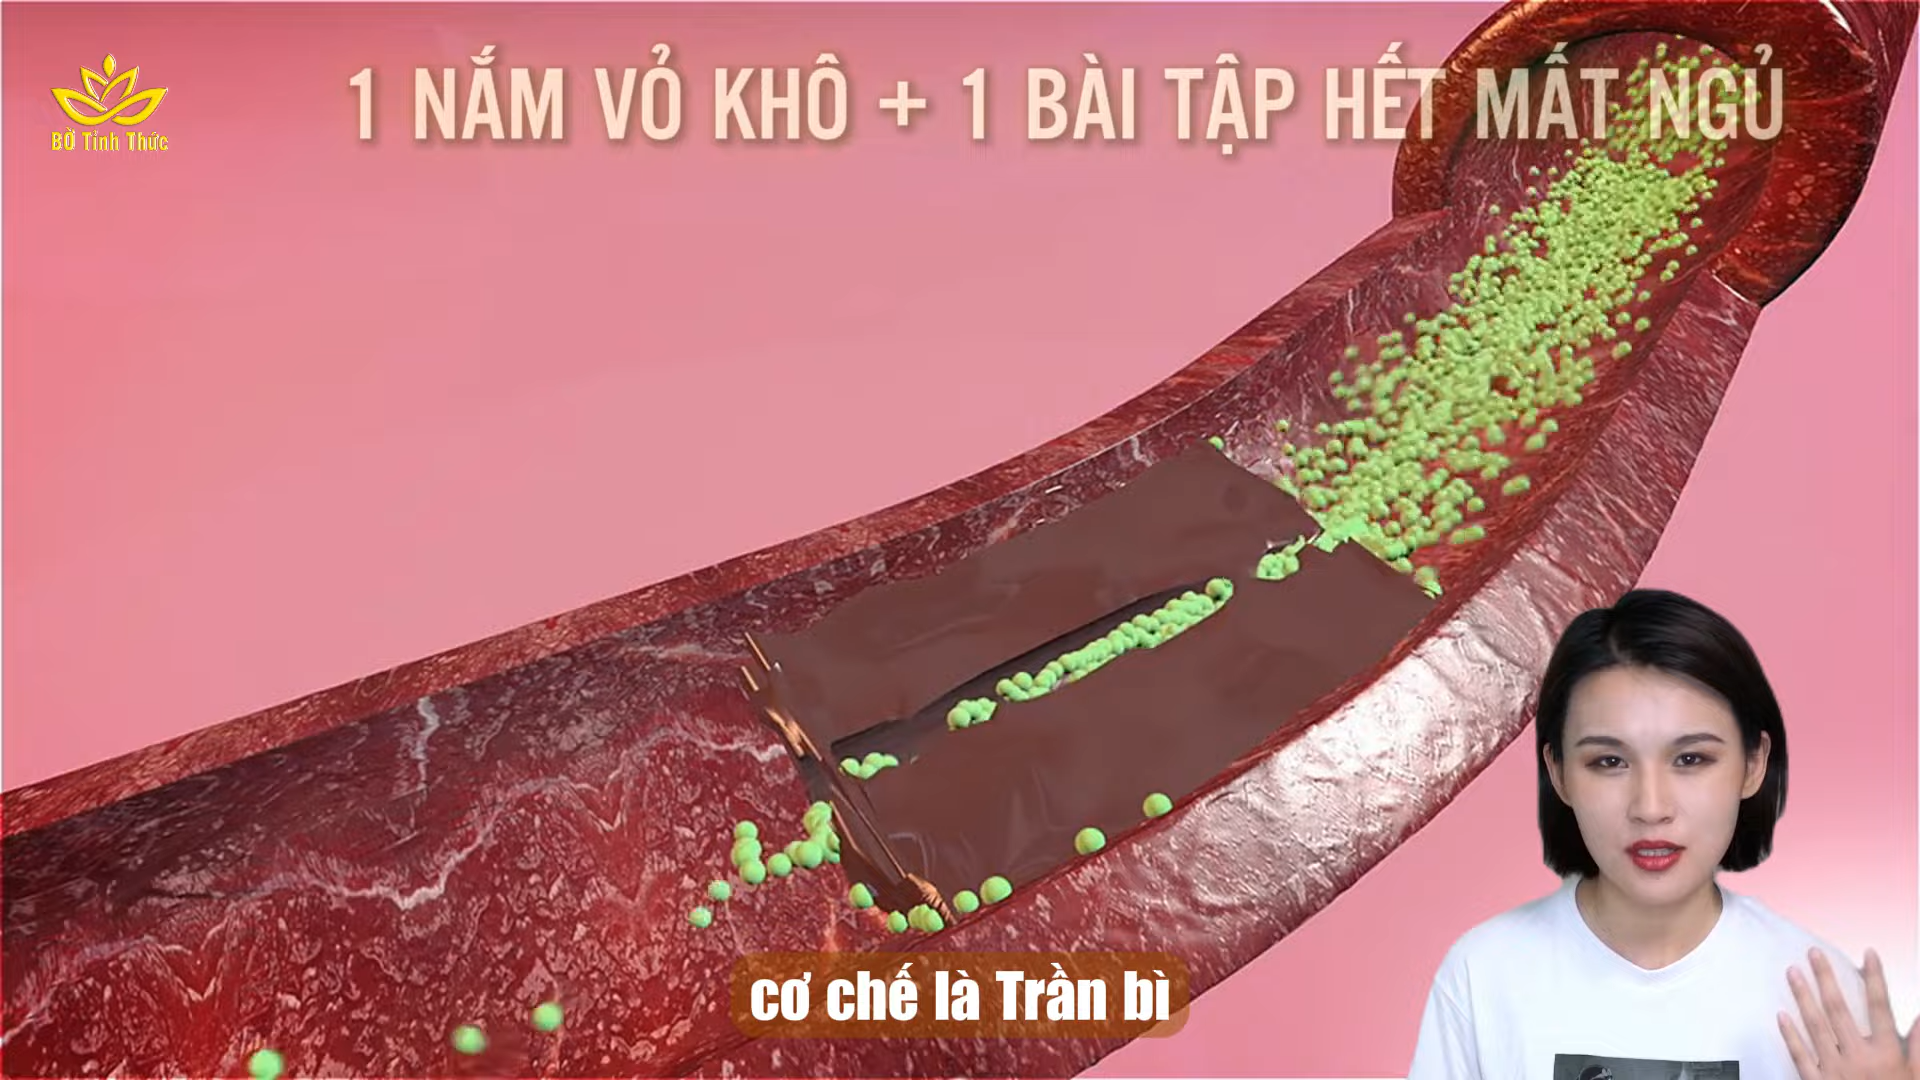 1 NẮM VỎ KHÔ + 1 BÀI TẬP HẾT MẤT NGỦ
BỜ Tỉnh Thức
cơ chế là Trần bì